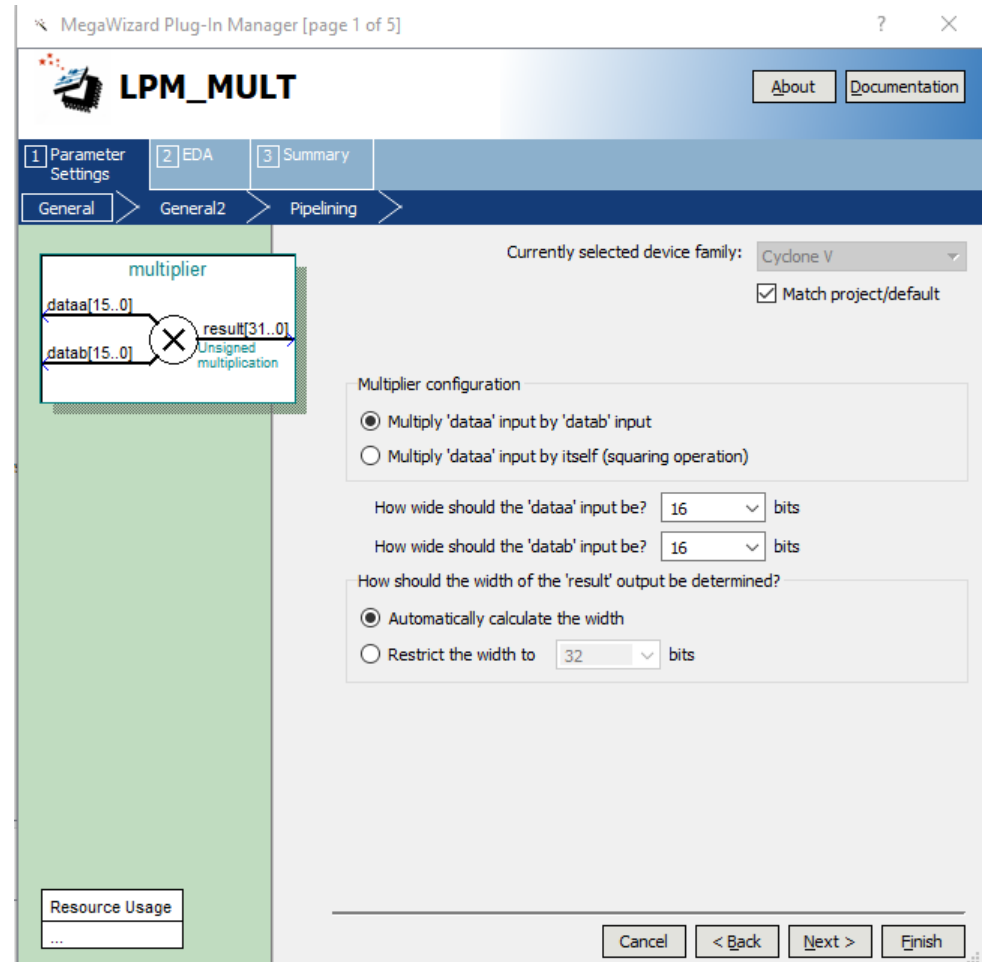 MegaWizard Plug-In Manager [page 1 of 5]
?
LPM_MULT
About
Documentation
1 Parameter Settings
2 EDA
3 Summary
General
General2
Pipelining
multiplier
dataa[15..0]
datab[15..0]
result[31..0]
Unsigned
multiplication
Currently selected device family:
Cyclone V
Match project/default
Multiplier configuration
Multiply 'dataa' input by 'datab' input
Multiply 'dataa' input by itself (squaring operation)
How wide should the 'dataa' input be? 16 bits
How wide should the 'datab' input be? 16 bits
How should the width of the 'result' output be determined?
Automatically calculate the width
Restrict the width to 32 bits
Resource Usage
...
Cancel
< Back
Next >
Finish